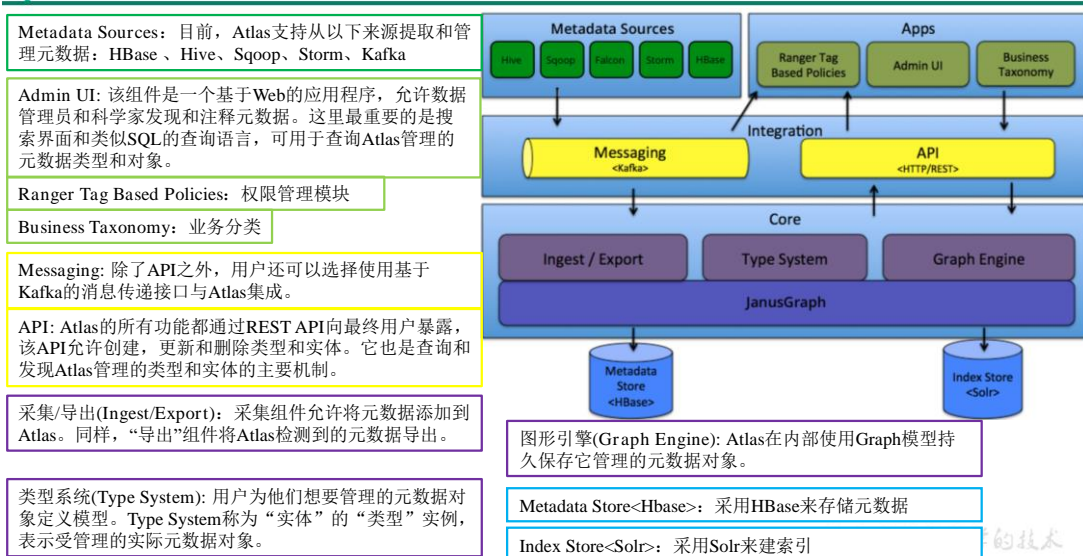 Metadata Sources：目前，Atlas支持从以下来源提取和管
理元数据：HBase 、Hive、Sqoop、Storm、Kafka
Admin UI: 该组件是一个基于Web的应用程序，允许数据
管理员和科学家发现和注释元数据。这里最重要的是搜
索界面和类似SQL的查询语言，可用于查询Atlas管理的
元数据类型和对象。
Ranger Tag Based Policies：权限管理模块
Business Taxonomy：业务分类
Messaging: 除了API之外，用户还可以选择使用基于
Kafka的消息传递接口与Atlas集成。
API: Atlas的所有功能都通过REST API向最终用户暴露，
该API允许创建，更新和删除类型和实体。它也是查询和
发现Atlas管理的类型和实体的主要机制。
采集/导出(Ingest/Export)：采集组件允许将元数据添加到
Atlas。同样，“导出”组件将Atlas检测到的元数据导出。
类型系统(Type System): 用户为他们想要管理的元数据对
象定义模型。Type System称为“实体”的“类型”实例，
表示受管理的实际元数据对象。
Metadata Sources
Hive
Sqoop
Falcon
Storm
HBase
Apps
Ranger Tag
Based Policies
Admin UI
Business
Taxonomy
Integration
Messaging
<Kafka>
API
<HTTP/REST>
Core
Ingest / Export
Type System
Graph Engine
JanusGraph
Metadata
Store
<HBase>
Index Store
<Solr>
图形引擎(Graph Engine): Atlas在内部使用Graph模型持
久保存它管理的元数据对象。
Metadata Store<Hbase>：采用HBase来存储元数据
Index Store<Solr>：采用Solr来建索引
的技术